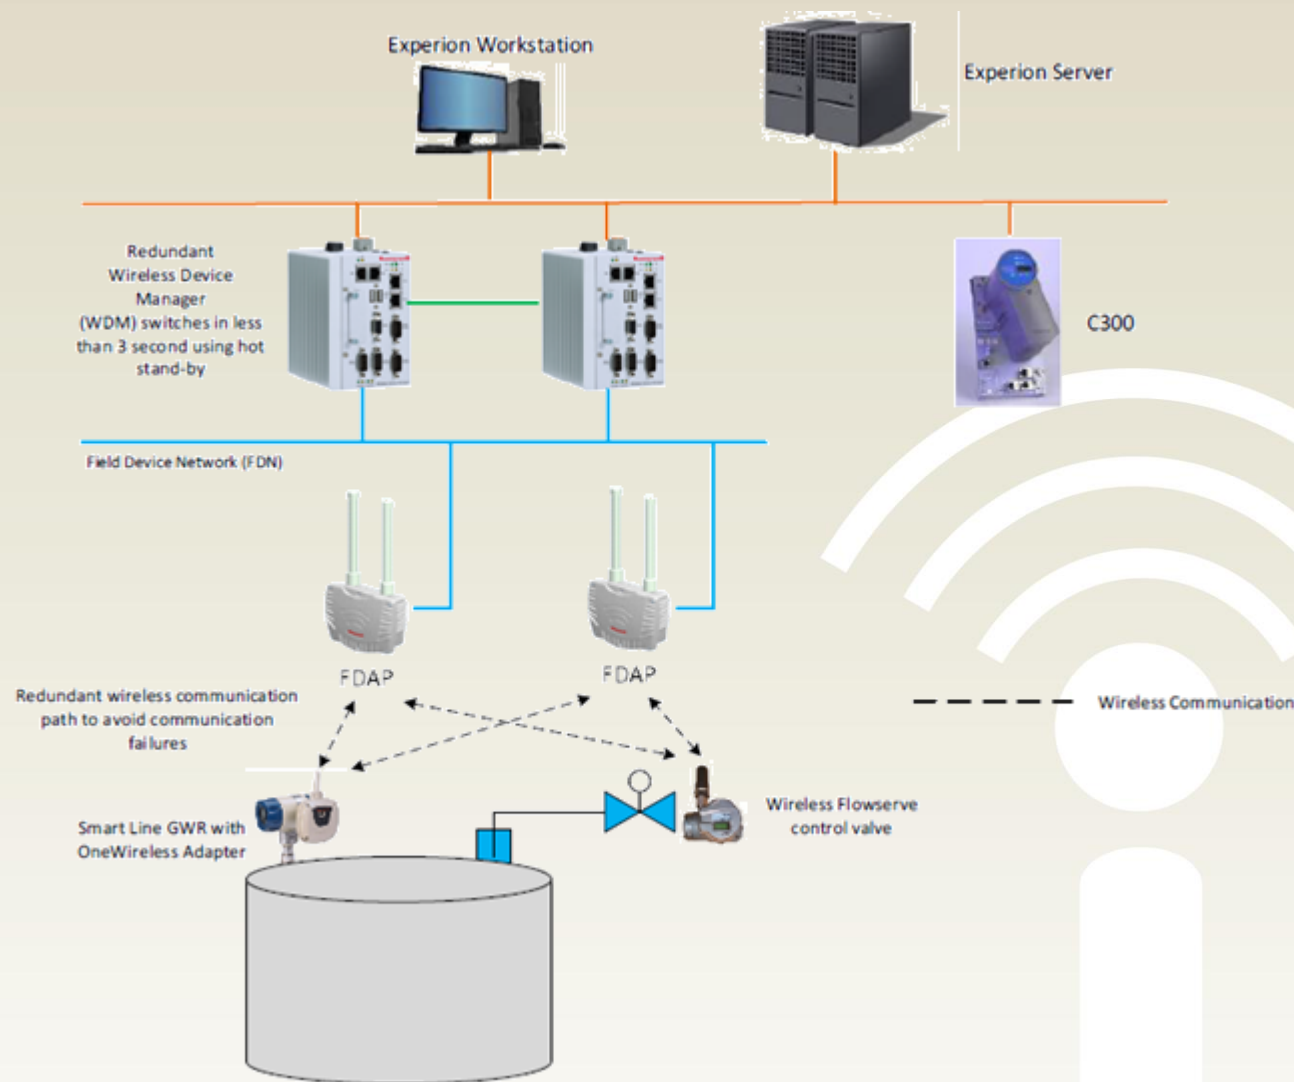 Experion Workstation
Experion Server
Redundant
Wireless Device
Manager
(WDM) switches in less
than 3 second using hot
stand-by
C300
Field Device Network (FDN)
FDAP
FDAP
Redundant wireless communication
path to avoid communication
failures
Wireless Communication
Smart Line GWR with
OneWireless Adapter
Wireless Flowserve
control valve